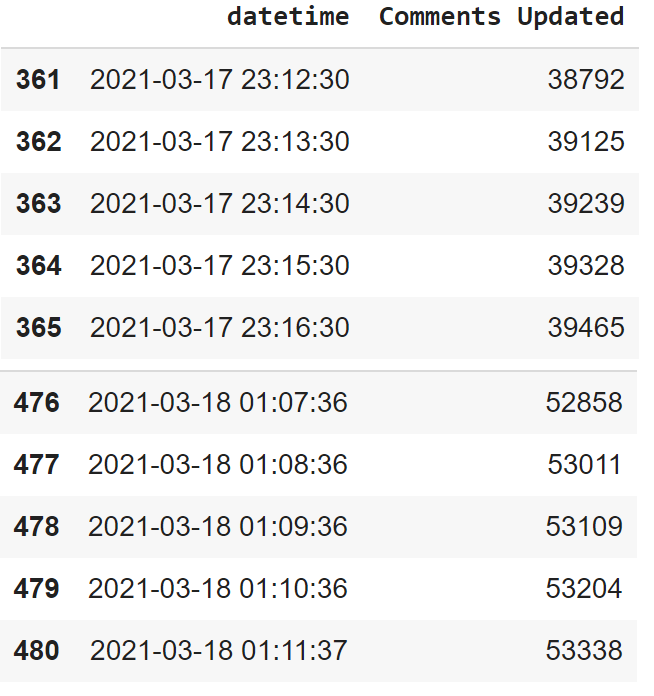 datetime Comments Updated
361 2021-03-17 23:12:30 38792
362 2021-03-17 23:13:30 39125
363 2021-03-17 23:14:30 39239
364 2021-03-17 23:15:30 39328
365 2021-03-17 23:16:30 39465
476 2021-03-18 01:07:36 52858
477 2021-03-18 01:08:36 53011
478 2021-03-18 01:09:36 53109
479 2021-03-18 01:10:36 53204
480 2021-03-18 01:11:37 53338